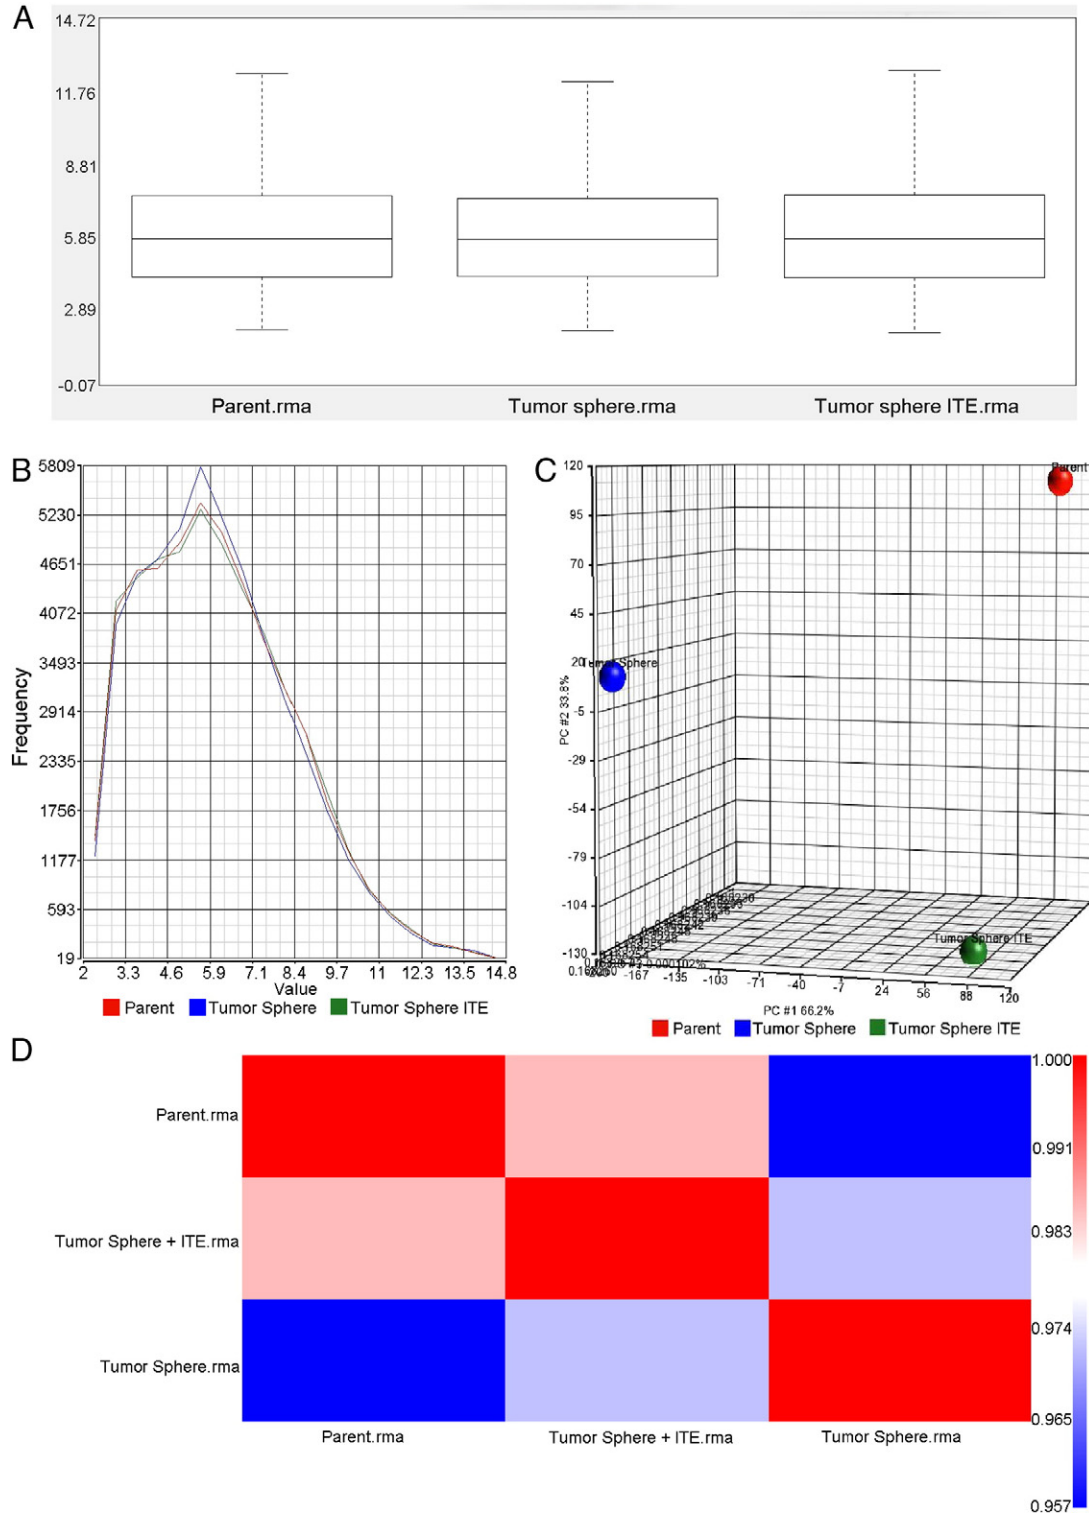 A
14.72
11.76
8.81
5.85
2.89
-0.07
Parent.rma
Tumor sphere.rma
Tumor sphere ITE.rma
B
5809
5230
4651
4072
3493
2914
2335
1756
1177
593
19
Frequency
2 3.3 4.6 5.9 7.1 8.4 9.7 11 12.3 13.5 14.8
Value
Parent Tumor Sphere Tumor Sphere ITE
C
120
95
70
45
20
-5
-29
-54
-79
-104
-130
PC #2 33.8%
Parent
Tumor Sphere
Tumor Sphere ITE
-167 -135 -103 -71 -40 -7 24 56 88 120
PC #1 66.2%
Parent Tumor Sphere Tumor Sphere ITE
D
Parent.rma
Tumor Sphere + ITE.rma
Tumor Sphere.rma
Parent.rma
Tumor Sphere + ITE.rma
Tumor Sphere.rma
1.000
0.991
0.983
0.974
0.965
0.957